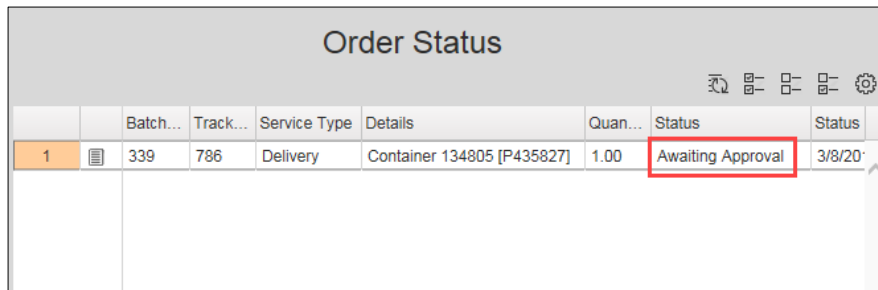 Order Status
Batch... Track... Service Type Details Quan... Status Status
1 339 786 Delivery Container 134805 [P435827] 1.00 Awaiting Approval 3/8/20